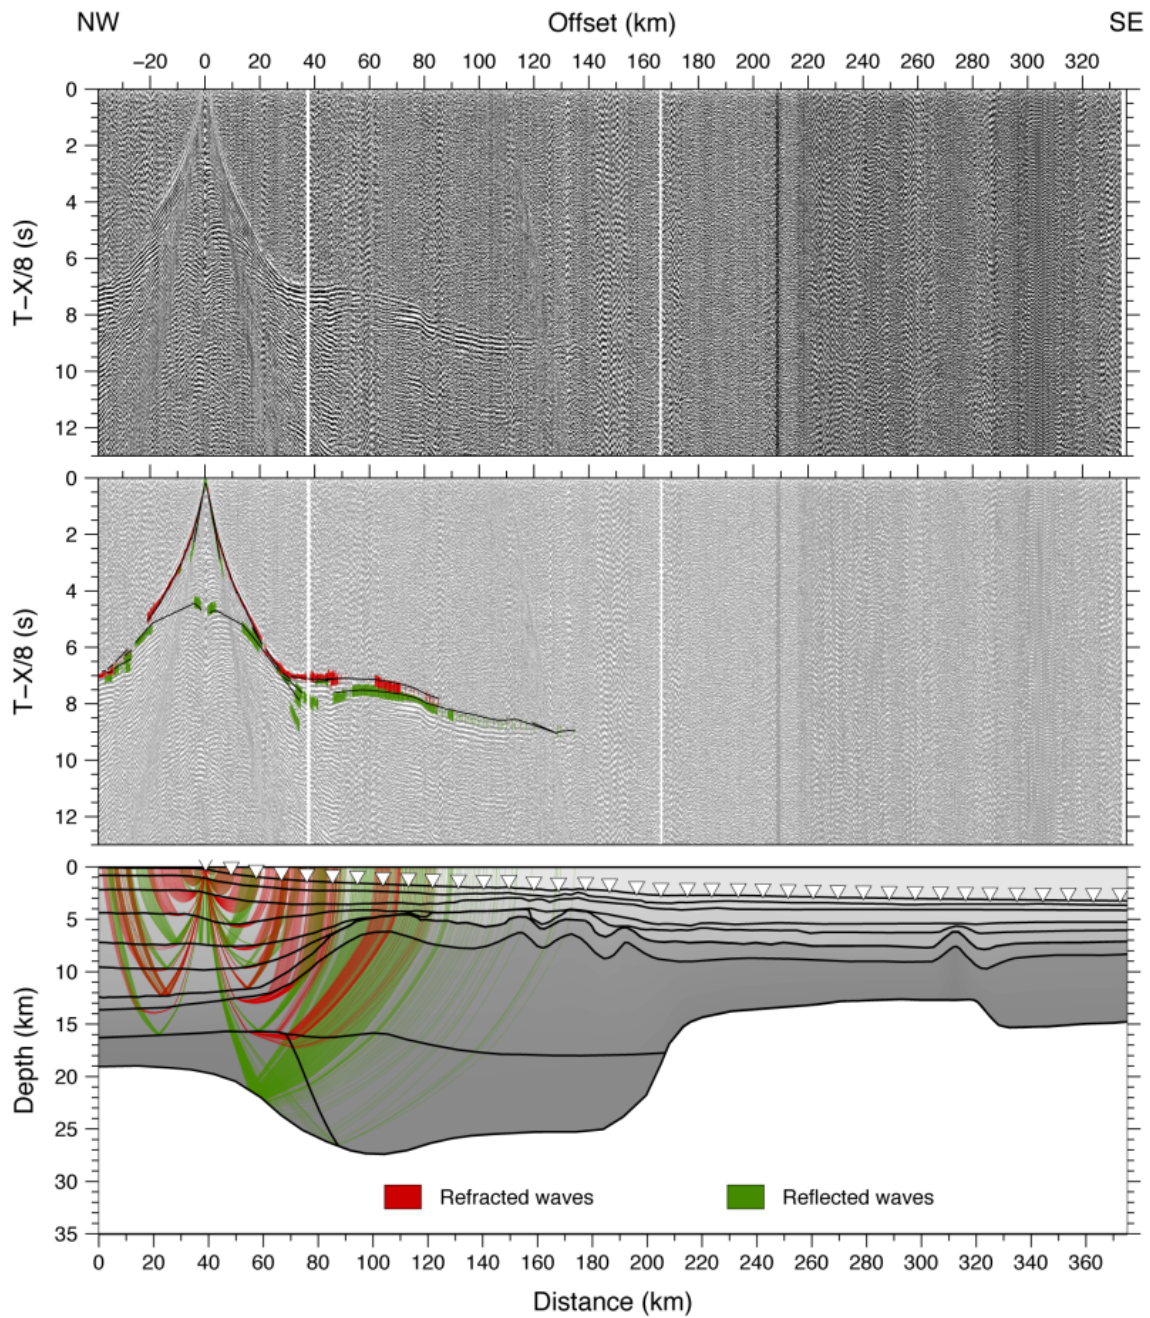 NW Offset (km) SE
−20 0 20 40 60 80 100 120 140 160 180 200 220 240 260 280 300 320
0
2
4
6
8
10
12
T−X/8 (s)
0
2
4
6
8
10
12
T−X/8 (s)
0
5
10
15
20
25
30
35
Depth (km)
Refracted waves Reflected waves
0 20 40 60 80 100 120 140 160 180 200 220 240 260 280 300 320 340 360
Distance (km)